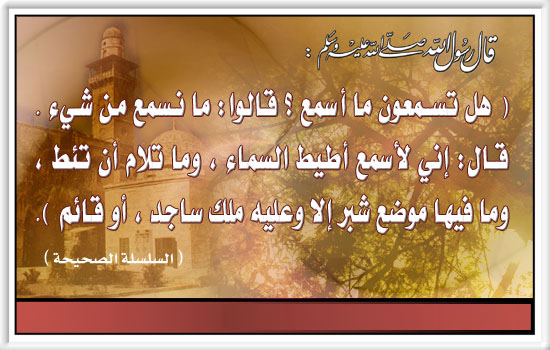 قال رسول الله صلى الله عليه وسلم :
( هل تسمعون ما أسمع ؟ قالوا : ما نسمع من شيء .
قال : إني لأسمع أطيط السماء ، وما تلام أن تئط ،
وما فيها موضع شبر إلا وعليه ملك ساجد ، أو قائم ) .
( السلسلة الصحيحة )